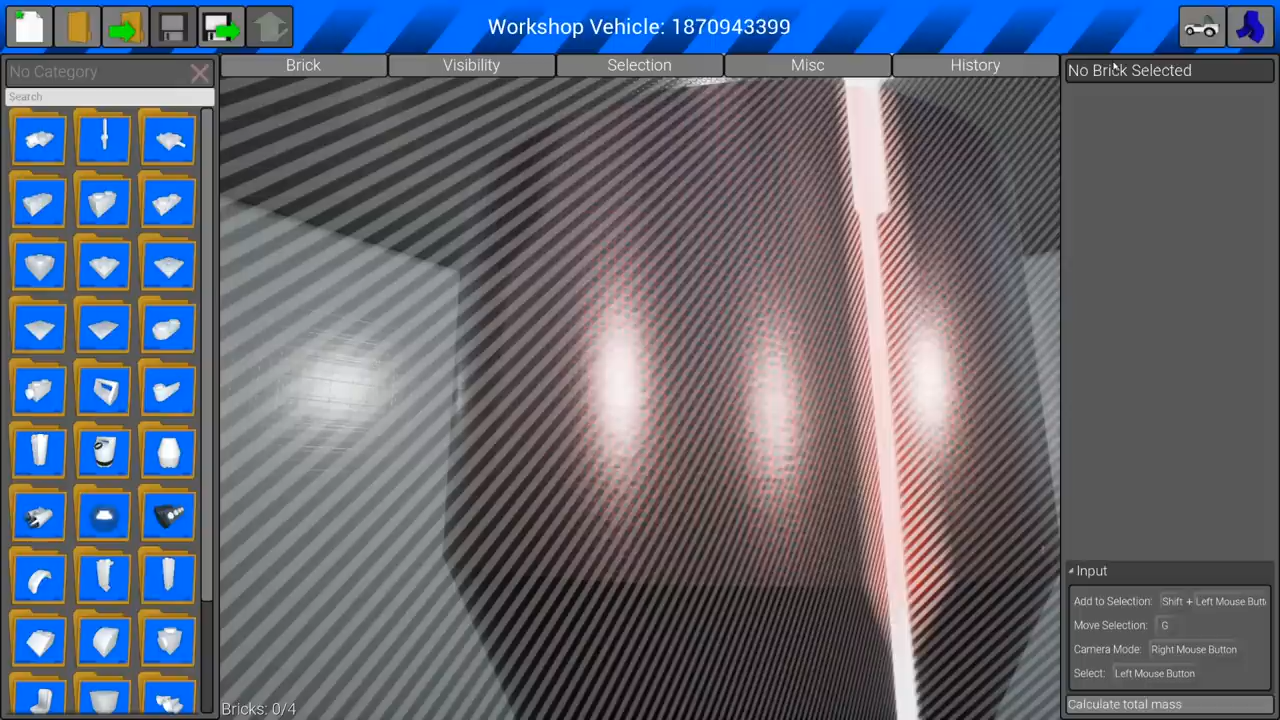 Workshop Vehicle: 1870943399
No Category
Search
Brick
Visibility
Selection
Misc
History
Bricks: 0/4
No Brick Selected
Input
Add to Selection: Shift + Left Mouse Butt
Move Selection: G
Camera Mode: Right Mouse Button
Select: Left Mouse Button
Calculate total mass